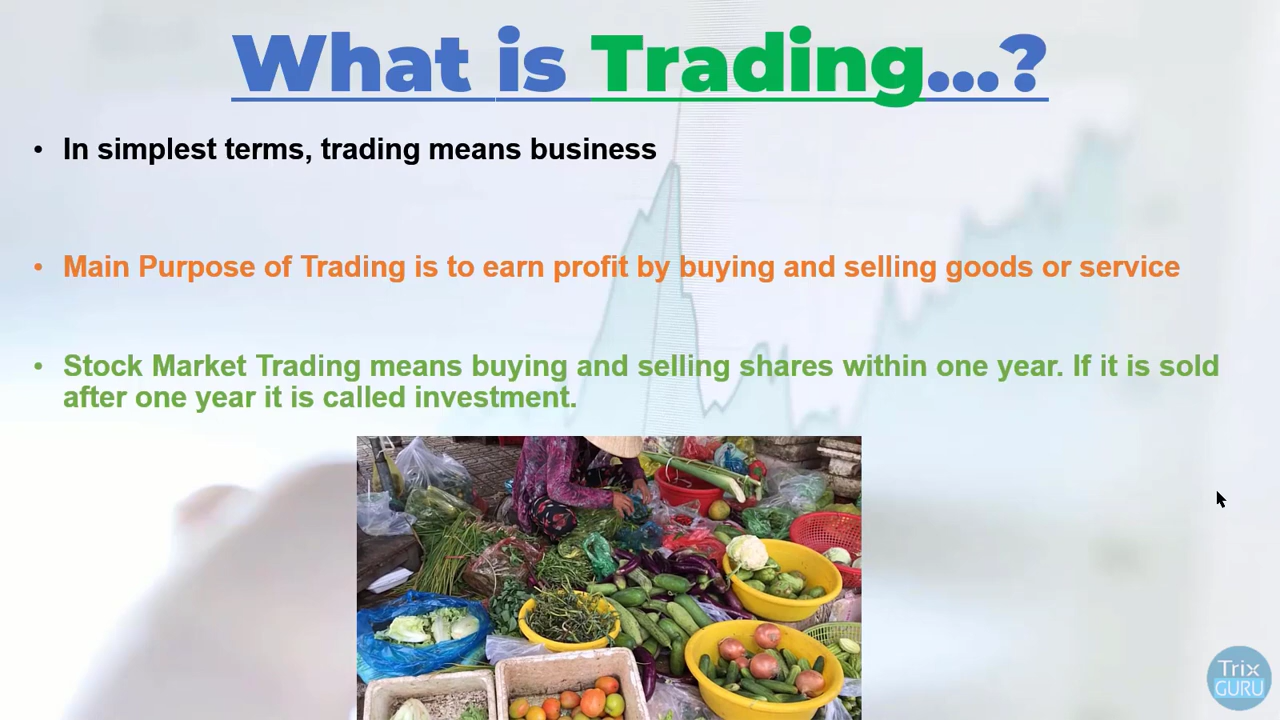 What is Trading...?
• In simplest terms, trading means business
• Main Purpose of Trading is to earn profit by buying and selling goods or service
• Stock Market Trading means buying and selling shares within one year. If it is sold
after one year it is called investment.
Trix
GURU